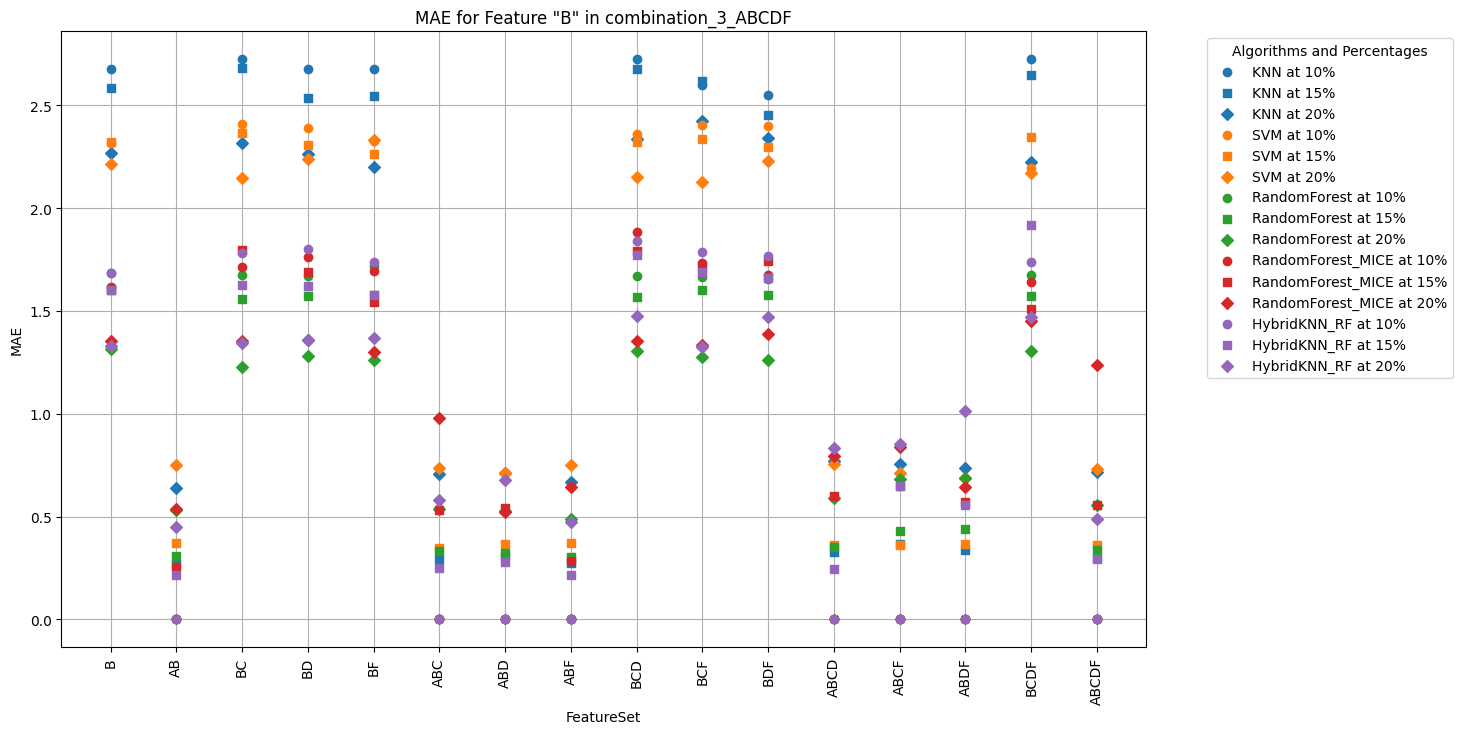 MAE for Feature "B" in combination_3_ABCDF
Algorithms and Percentages
KNN at 10%
KNN at 15%
KNN at 20%
SVM at 10%
SVM at 15%
SVM at 20%
RandomForest at 10%
RandomForest at 15%
RandomForest at 20%
RandomForest_MICE at 10%
RandomForest_MICE at 15%
RandomForest_MICE at 20%
HybridKNN_RF at 10%
HybridKNN_RF at 15%
HybridKNN_RF at 20%
MAE
2.5
2.0
1.5
1.0
0.5
0.0
B
AB
BC
BD
BF
ABC
ABD
ABF
BCD
BCF
BDF
ABCD
ABCF
ABDF
BCDF
ABCDF
FeatureSet